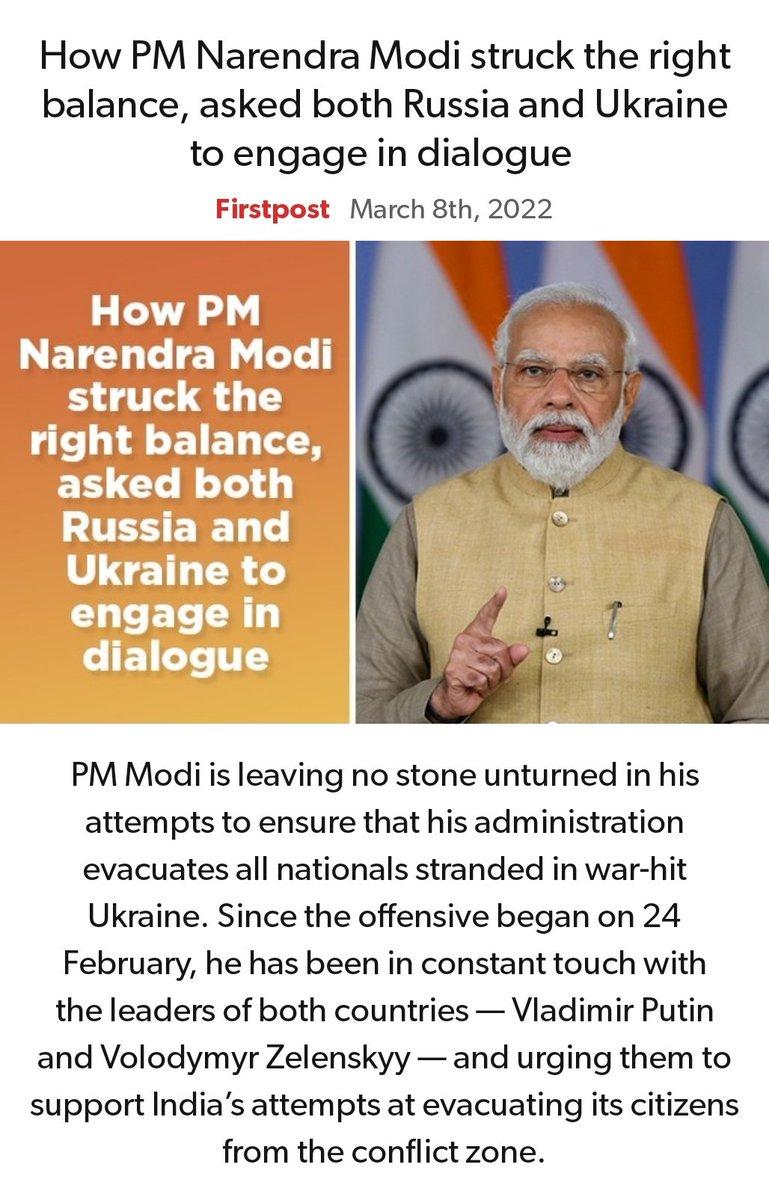 How PM Narendra Modi struck the right
balance, asked both Russia and Ukraine
to engage in dialogue
Firstpost March 8th, 2022
How PM
Narendra Modi
struck the
right balance,
asked both
Russia and
Ukraine to
engage in
dialogue
PM Modi is leaving no stone unturned in his
attempts to ensure that his administration
evacuates all nationals stranded in war-hit
Ukraine. Since the offensive began on 24
February, he has been in constant touch with
the leaders of both countries — Vladimir Putin
and Volodymyr Zelenskyy — and urging them to
support India’s attempts at evacuating its citizens
from the conflict zone.